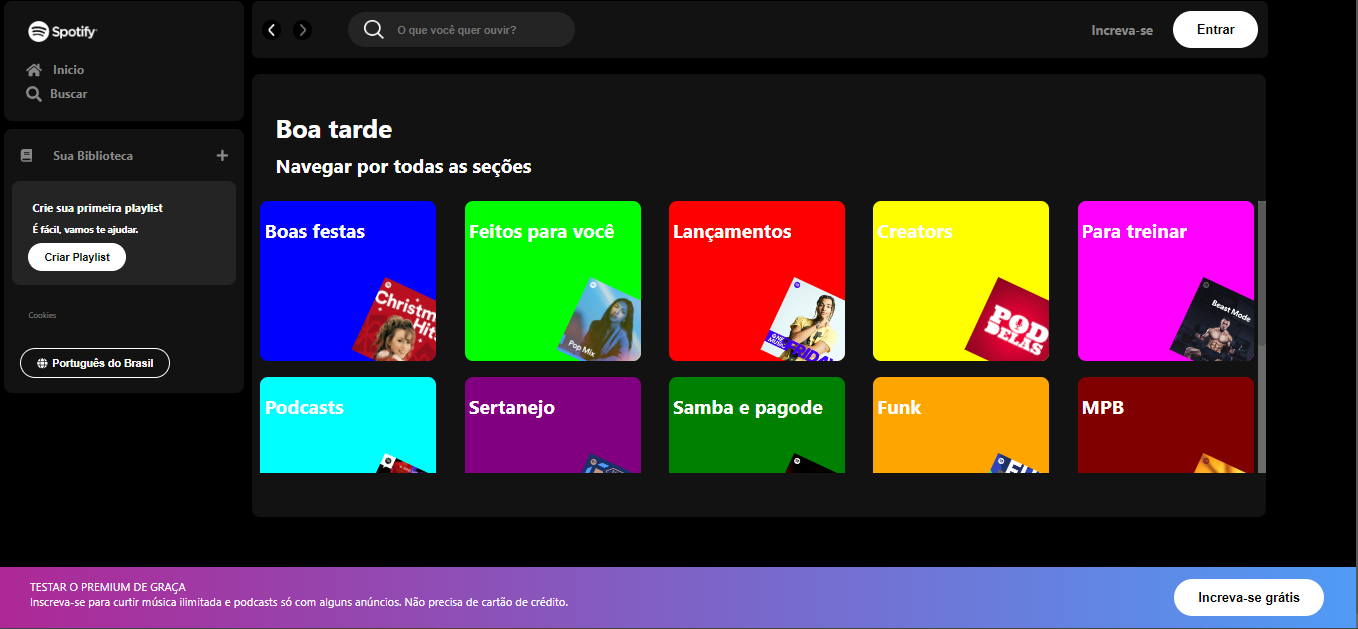 Spotify
Inicio
Buscar
Sua Biblioteca
Crie sua primeira playlist
É fácil, vamos te ajudar.
Criar Playlist
Cookies
Português do Brasil
O que você quer ouvir?
Increva-se
Entrar
Boa tarde
Navegar por todas as seções
Boas festas
Christm
Hits
Feitos para você
Pop Mix
Lançamentos
FRIDAY
Creators
POD
DELAS
Para treinar
Beast Mode
Podcasts
Sertanejo
Samba e pagode
Funk
MPB
TESTAR O PREMIUM DE GRAÇA
Inscreva-se para curtir música ilimitada e podcasts só com alguns anúncios. Não precisa de cartão de crédito.
Increva-se grátis